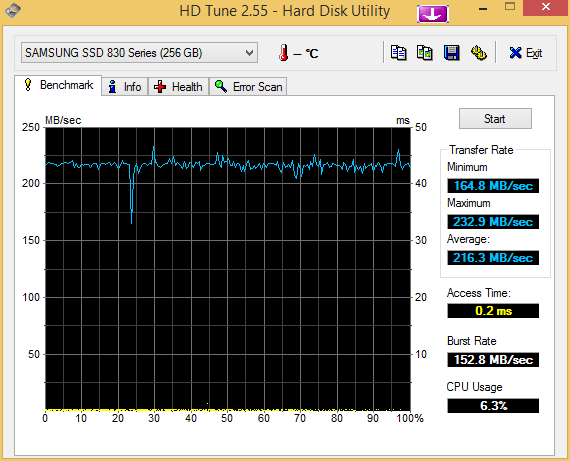 HD Tune 2.55 - Hard Disk Utility
SAMSUNG SSD 830 Series (256 GB)
– °C
Exit
Benchmark
Info
Health
Error Scan
MB/sec
ms
250
200
150
100
50
50
40
30
20
10
0
10
20
30
40
50
60
70
80
90
100%
Start
Transfer Rate
Minimum
164.8 MB/sec
Maximum
232.9 MB/sec
Average:
216.3 MB/sec
Access Time:
0.2 ms
Burst Rate
152.8 MB/sec
CPU Usage
6.3%